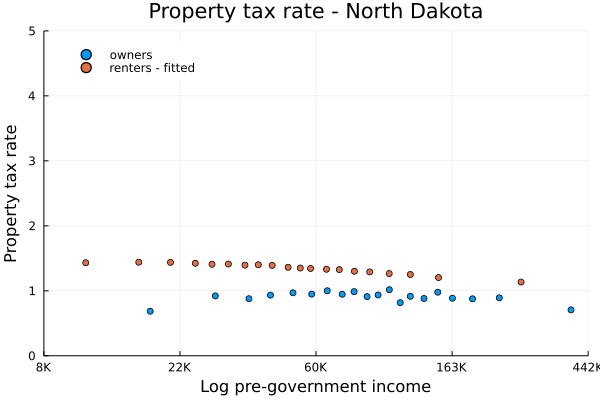 Property tax rate - North Dakota
owners
renters - fitted
Property tax rate
5
4
3
2
1
0
8K 22K 60K 163K 442K
Log pre-government income